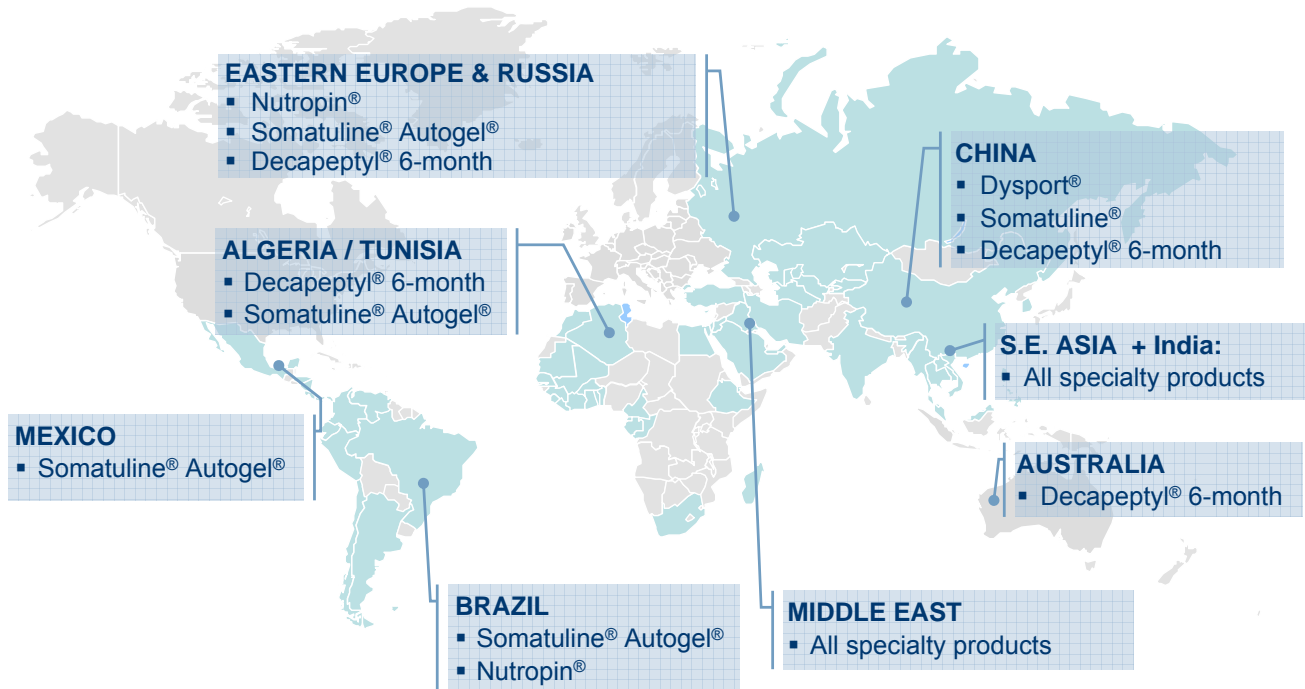 EASTERN EUROPE & RUSSIA
▪ Nutropin®
▪ Somatuline® Autogel®
▪ Decapeptyl® 6-month
CHINA
▪ Dysport®
▪ Somatuline®
▪ Decapeptyl® 6-month
ALGERIA / TUNISIA
▪ Decapeptyl® 6-month
▪ Somatuline® Autogel®
S.E. ASIA + India:
▪ All specialty products
MEXICO
▪ Somatuline® Autogel®
AUSTRALIA
▪ Decapeptyl® 6-month
BRAZIL
▪ Somatuline® Autogel®
▪ Nutropin®
MIDDLE EAST
▪ All specialty products